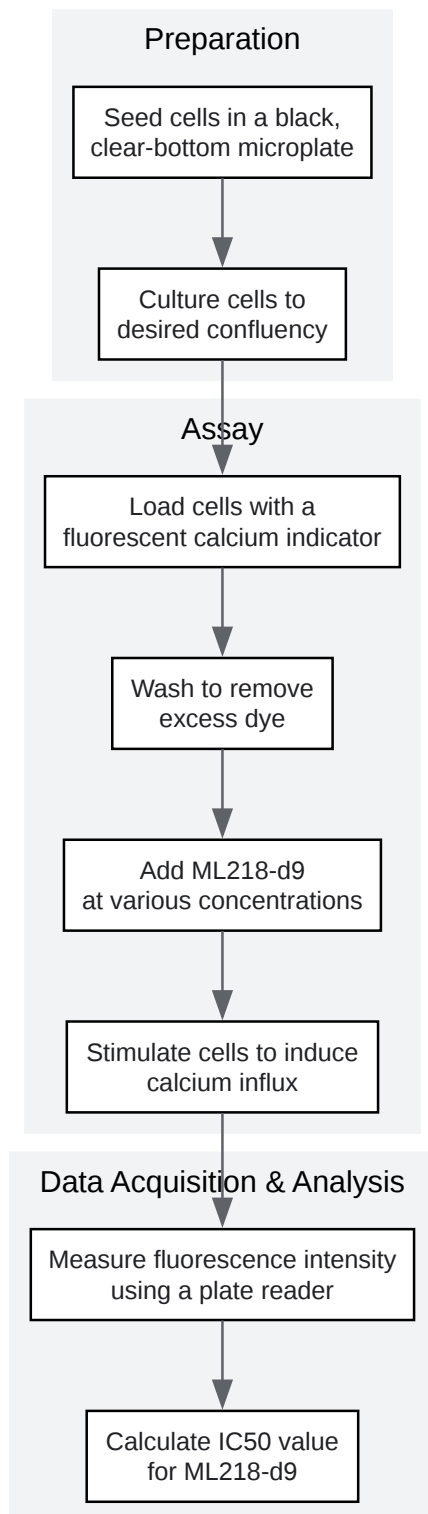 Preparation
Seed cells in a black,
clear-bottom microplate
Culture cells to
desired confluency
Assay
Load cells with a
fluorescent calcium indicator
Wash to remove
excess dye
Add ML218-d9
at various concentrations
Stimulate cells to induce
calcium influx
Data Acquisition & Analysis
Measure fluorescence intensity
using a plate reader
Calculate IC50 value
for ML218-d9